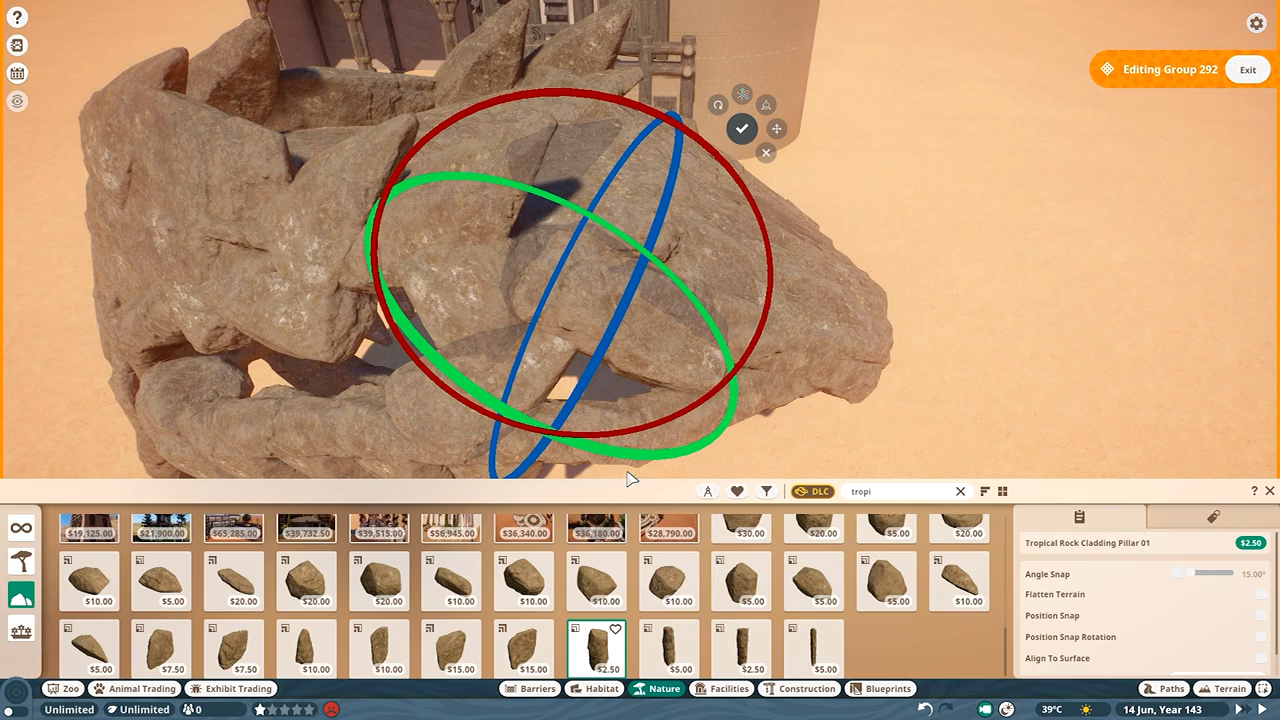 ?
Editing Group 292 Exit
DLC tropi ?
$19,125.00 $21,900.00 $65,285.00 $39,732.50 $39,515.00 $56,945.00 $36,340.00 $36,180.00 $28,790.00 $30.00 $20.00 $5.00 $20.00
Tropical Rock Cladding Pillar 01 $2.50
Angle Snap 15.00°
$10.00 $5.00 $20.00 $20.00 $20.00 $10.00 $10.00 $10.00 $10.00 $5.00 $5.00 $5.00 $10.00
Flatten Terrain
Position Snap
Position Snap Rotation
Align To Surface
$5.00 $7.50 $7.50 $10.00 $10.00 $15.00 $15.00 $2.50 $5.00 $2.50 $5.00
Zoo Animal Trading Exhibit Trading Barriers Habitat Nature Facilities Construction Blueprints Paths Terrain
Unlimited Unlimited 0 39°C 14 Jun, Year 143